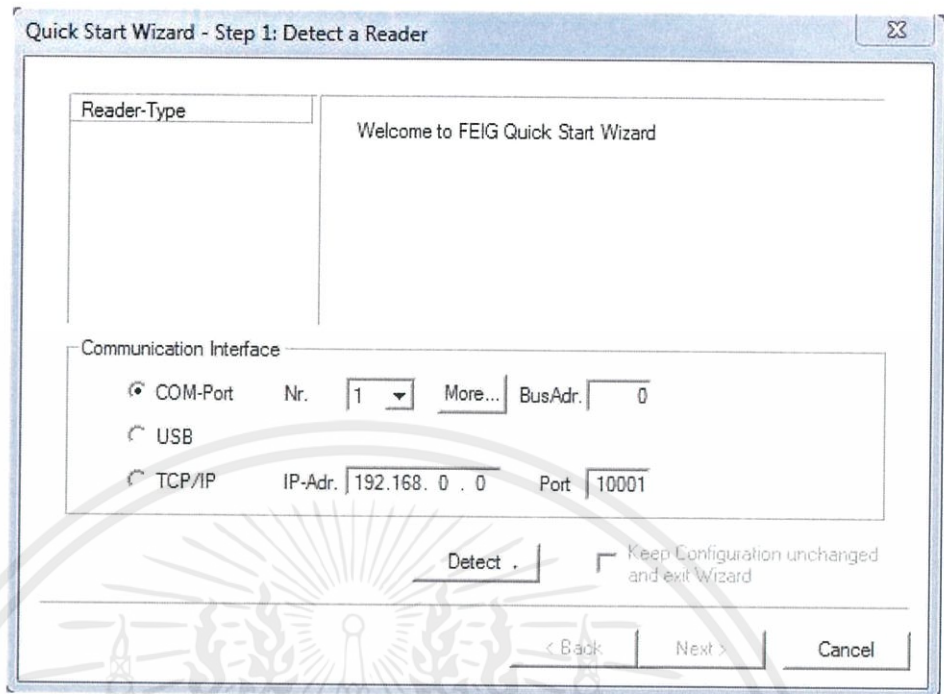 Quick Start Wizard - Step 1: Detect a Reader
Reader-Type
Welcome to FEIG Quick Start Wizard
Communication Interface
COM-Port Nr. 1 More... BusAdr. 0
USB
TCP/IP IP-Adr. 192.168. 0 . 0 Port 10001
Detect .
Keep Configuration unchanged
and exit Wizard
< Back Next > Cancel